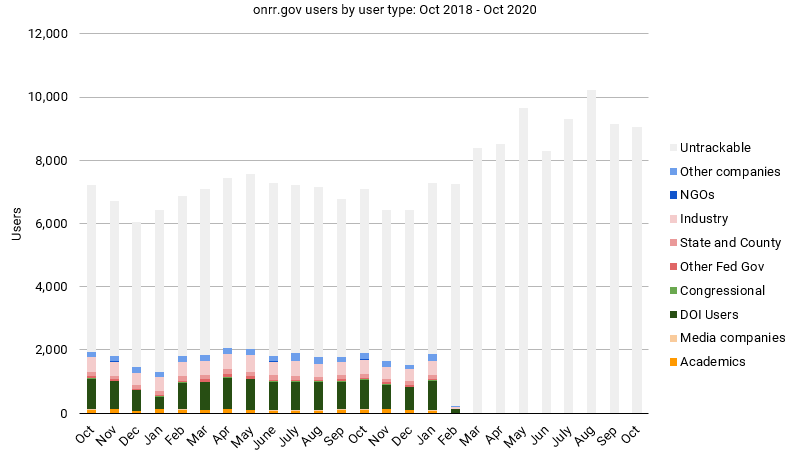 onrr.gov users by user type: Oct 2018 - Oct 2020
12,000
10,000
8,000
6,000
4,000
2,000
0
Users
Oct
Nov
Dec
Jan
Feb
Mar
Apr
May
June
July
Aug
Sep
Oct
Nov
Dec
Jan
Feb
Mar
Apr
May
Jun
July
Aug
Sep
Oct
Untrackable
Other companies
NGOs
Industry
State and County
Other Fed Gov
Congressional
DOI Users
Media companies
Academics